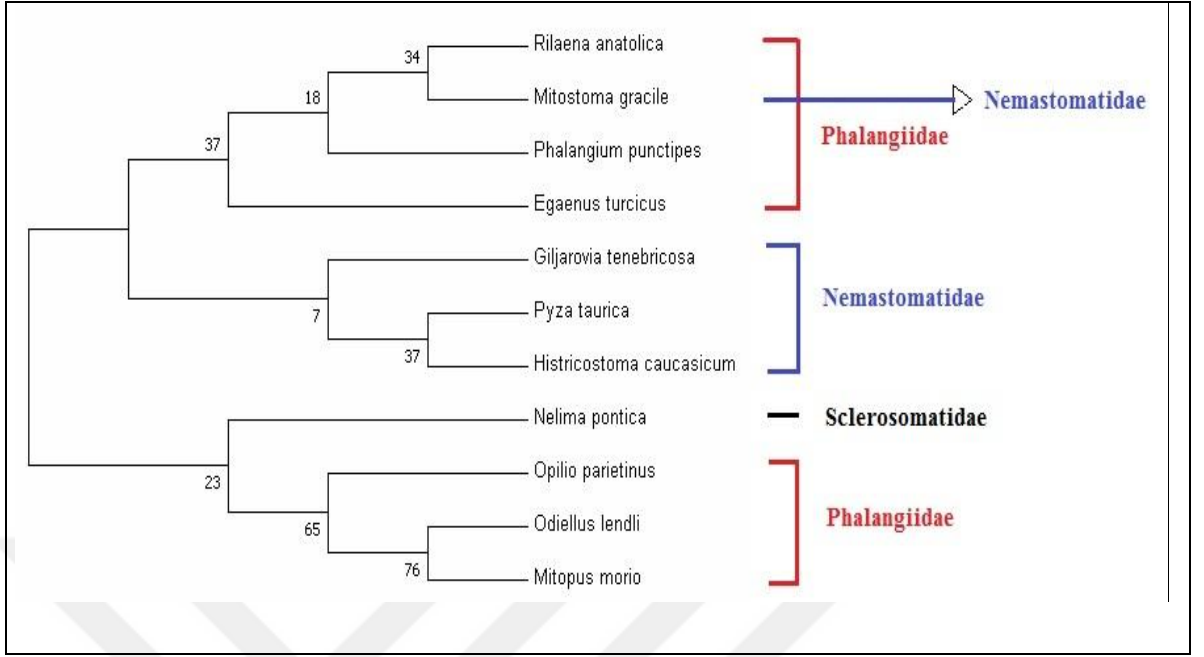 34
Rilaena anatolica
18
Mitostoma gracile
Nemastomatidae
37
Phalangium punctipes
Phalangiidae
Egaenus turcicus
Giljarovia tenebricosa
7
Pyza taurica
Nemastomatidae
37
Histricostoma caucasicum
Nelima pontica
Sclerosomatidae
23
Opilio parietinus
65
Odiellus lendli
Phalangiidae
76
Mitopus morio